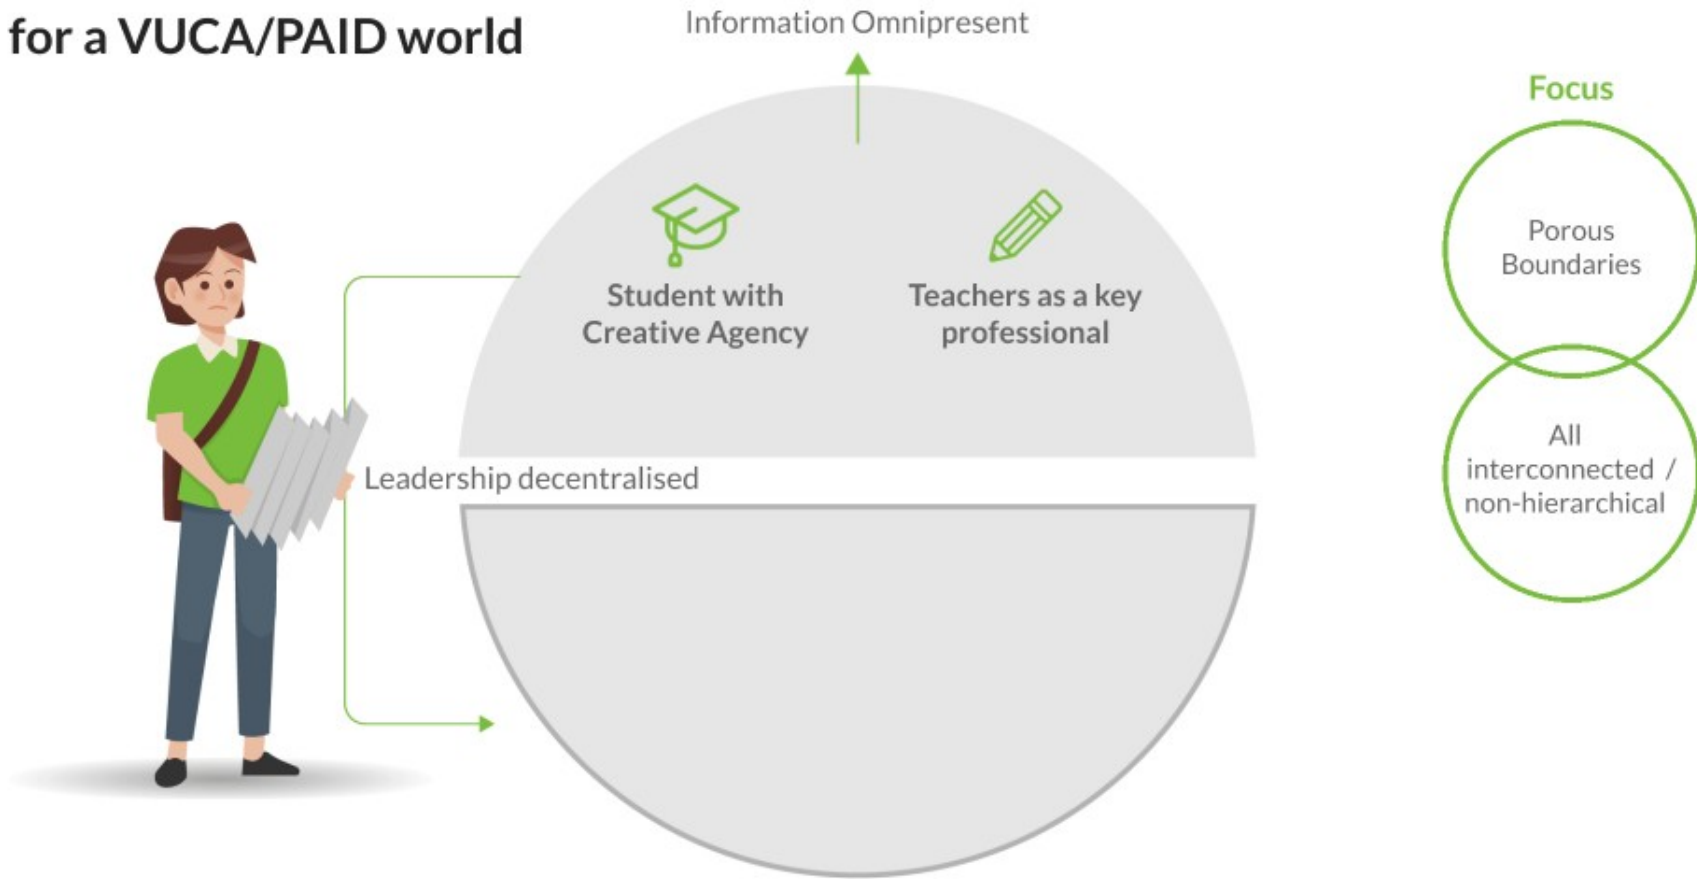 for a VUCA/PAID world
Information Omnipresent
Focus
Porous
Boundaries
Student with
Creative Agency
Teachers as a key
professional
All
interconnected /
non-hierarchical
Leadership decentralised